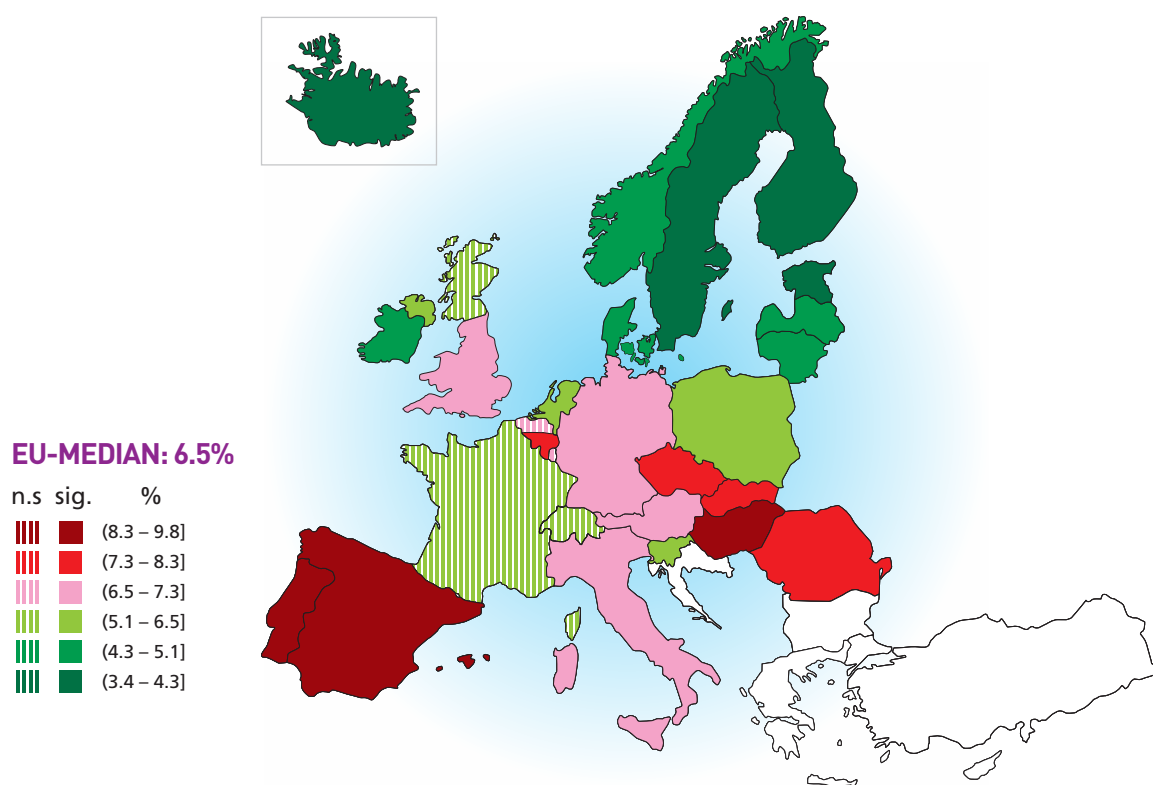 EU-MEDIAN: 6.5%
n.s sig. %
(8.3 – 9.8]
(7.3 – 8.3]
(6.5 – 7.3]
(5.1 – 6.5]
(4.3 – 5.1]
(3.4 – 4.3]